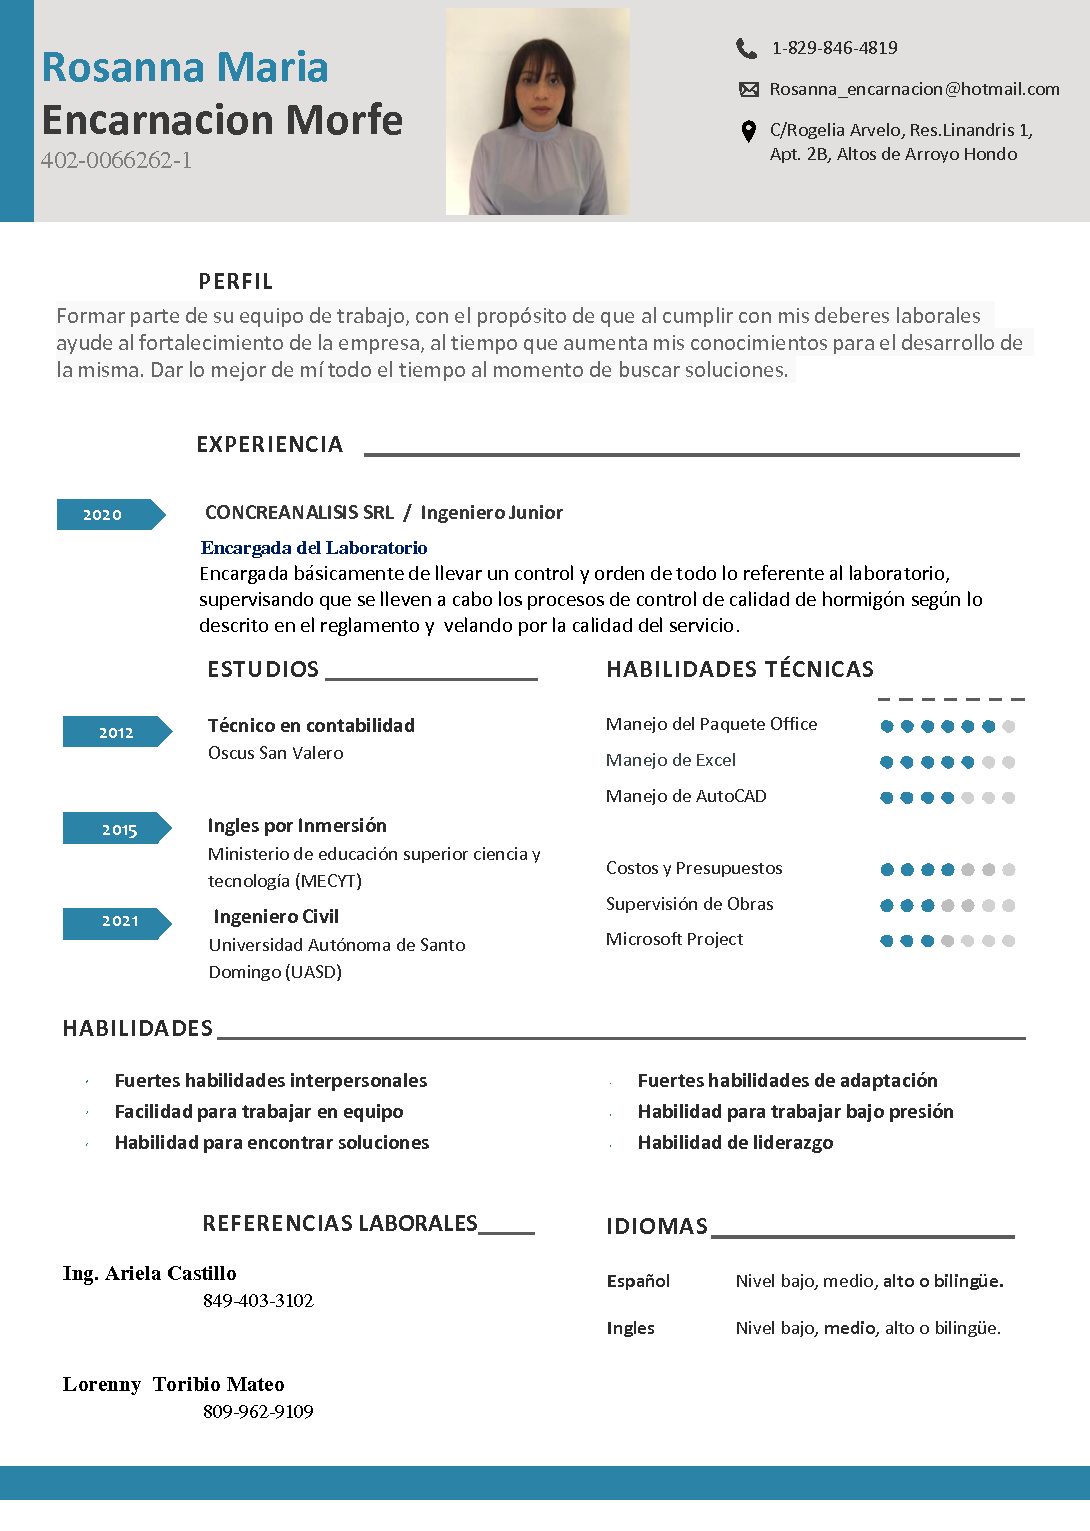 Rosanna Maria
Encarnacion Morfe
402-0066262-1
1-829-846-4819
Rosanna_encarnacion@hotmail.com
C/Rogelia Arvelo, Res.Linandris 1,
Apt. 2B, Altos de Arroyo Hondo
PERFIL
Formar parte de su equipo de trabajo, con el propósito de que al cumplir con mis deberes laborales
ayude al fortalecimiento de la empresa, al tiempo que aumenta mis conocimientos para el desarrollo de
la misma. Dar lo mejor de mí todo el tiempo al momento de buscar soluciones.
EXPERIENCIA
2020
CONCREANALISIS SRL / Ingeniero Junior
Encargada del Laboratorio
Encargada básicamente de llevar un control y orden de todo lo referente al laboratorio,
supervisando que se lleven a cabo los procesos de control de calidad de hormigón según lo
descrito en el reglamento y velando por la calidad del servicio.
ESTUDIOS
2012
Técnico en contabilidad
Oscus San Valero
2015
Ingles por Inmersión
Ministerio de educación superior ciencia y
tecnología (MECYT)
2021
Ingeniero Civil
Universidad Autónoma de Santo
Domingo (UASD)
HABILIDADES TÉCNICAS
Manejo del Paquete Office
Manejo de Excel
Manejo de AutoCAD
Costos y Presupuestos
Supervisión de Obras
Microsoft Project
HABILIDADES
Fuertes habilidades interpersonales
Facilidad para trabajar en equipo
Habilidad para encontrar soluciones
Fuertes habilidades de adaptación
Habilidad para trabajar bajo presión
Habilidad de liderazgo
REFERENCIAS LABORALES
Ing. Ariela Castillo
849-403-3102
Lorenny Toribio Mateo
809-962-9109
IDIOMAS
Español Nivel bajo, medio, alto o bilingüe.
Ingles Nivel bajo, medio, alto o bilingüe.